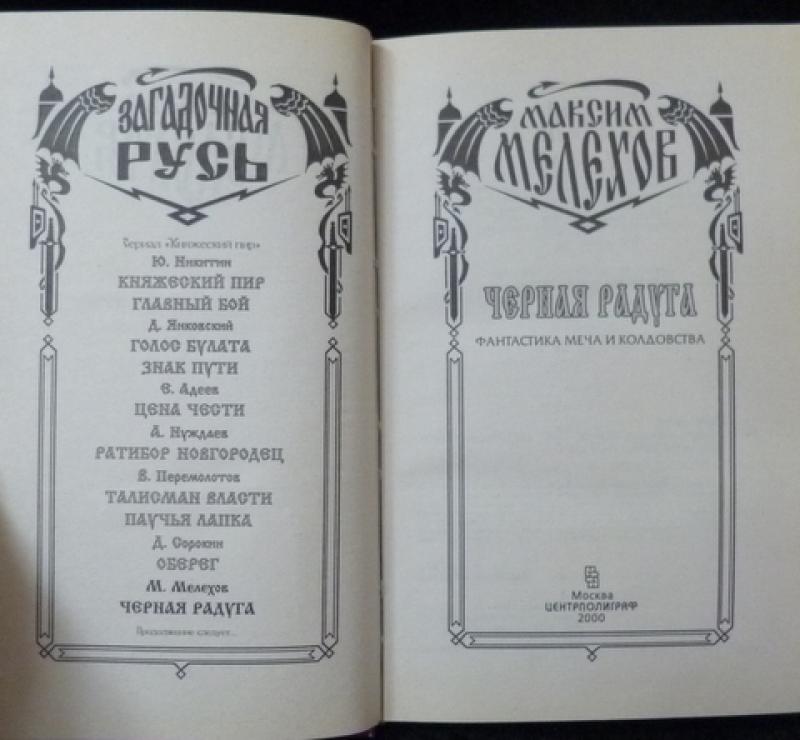 ЗАГАДОЧНАЯ
РУСЬ
Сериал «Княжеский пир»
Ю. Никитин
КНЯЖЕСКИЙ ПИР
ГЛАВНЫЙ БОЙ
Д. Янковский
ГОЛОС БУЛАТА
ЗНАК ПУТИ
Е. Адеев
ЦЕНА ЧЕСТИ
А. Нуждаев
РАТИБОР НОВГОРОДЕЦ
В. Перемолотов
ТАЛИСМАН ВЛАСТИ
ПАУЧЬЯ ЛАПКА
Д. Сорокин
ОБЕРЕГ
М. Мелехов
ЧЕРНАЯ РАДУГА
Продолжение следует...
МАКСИМ
МЕЛЕХОВ
ЧЕРНАЯ РАДУГА
ФАНТАСТИКА МЕЧА И КОЛДОВСТВА
Москва
ЦЕНТРПОЛИГРАФ
2000